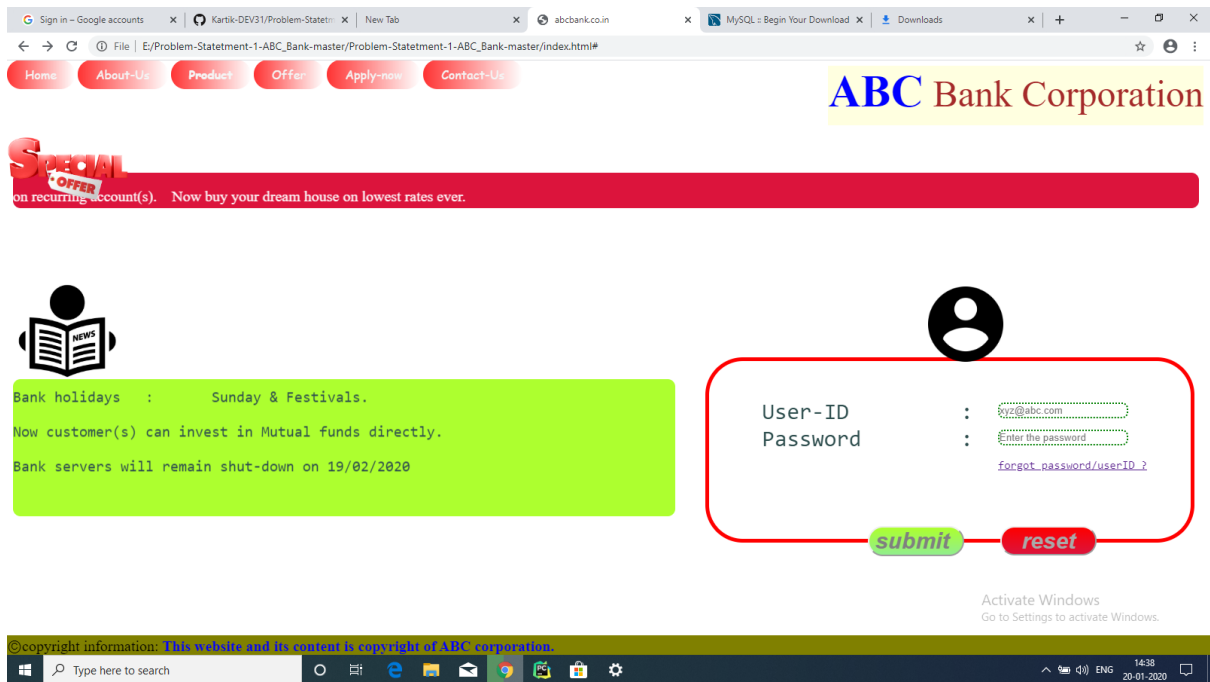 Sign in – Google accounts
Kartik-DEV31/Problem-Statetm
New Tab
abcbank.co.in
MySQL :: Begin Your Download
Downloads
File | E:/Problem-Statetment-1-ABC_Bank-master/Problem-Statetment-1-ABC_Bank-master/index.html#
Home About-Us Product Offer Apply-now Contact-Us
ABC Bank Corporation
SPECIAL
OFFER
on recurring account(s). Now buy your dream house on lowest rates ever.
NEWS
Bank holidays : Sunday & Festivals.
Now customer(s) can invest in Mutual funds directly.
Bank servers will remain shut-down on 19/02/2020
User-ID : xyz@abc.com
Password : Enter the password
forgot password/userID ?
submit reset
Activate Windows
Go to Settings to activate Windows.
©copyright information: This website and its content is copyright of ABC corporation.
Type here to search
ENG
14:38
20-01-2020